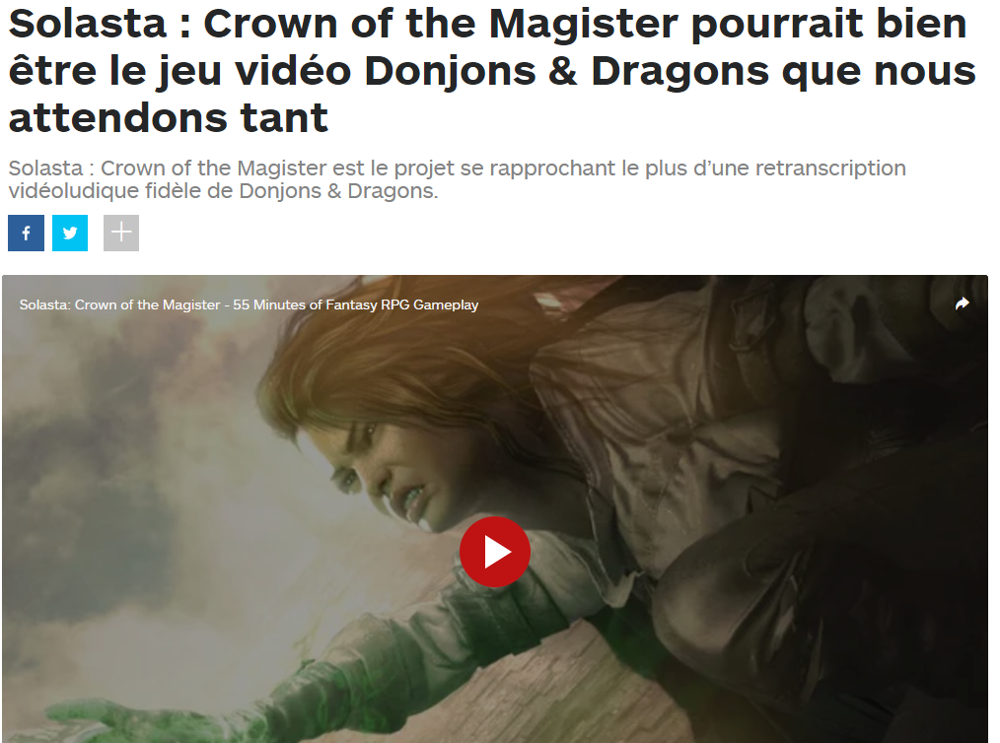 Solasta : Crown of the Magister pourrait bien
être le jeu vidéo Donjons & Dragons que nous
attendons tant
Solasta : Crown of the Magister est le projet se rapprochant le plus d’une retranscription
vidéoludique fidèle de Donjons & Dragons.
Solasta: Crown of the Magister - 55 Minutes of Fantasy RPG Gameplay